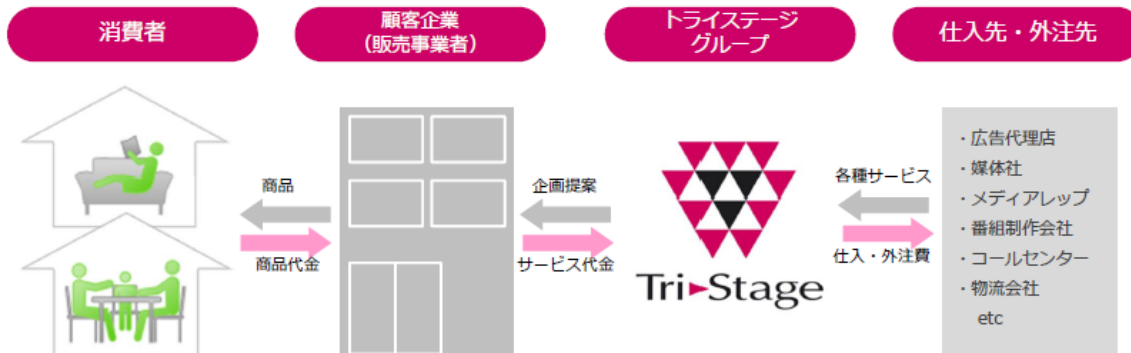 消費者
顧客企業
（販売事業者）
トライステージ
グループ
仕入先・外注先
商品
商品代金
企画提案
サービス代金
Tri-Stage
各種サービス
仕入・外注費
・広告代理店
・媒体社
・メディアレップ
・番組制作会社
・コールセンター
・物流会社
etc